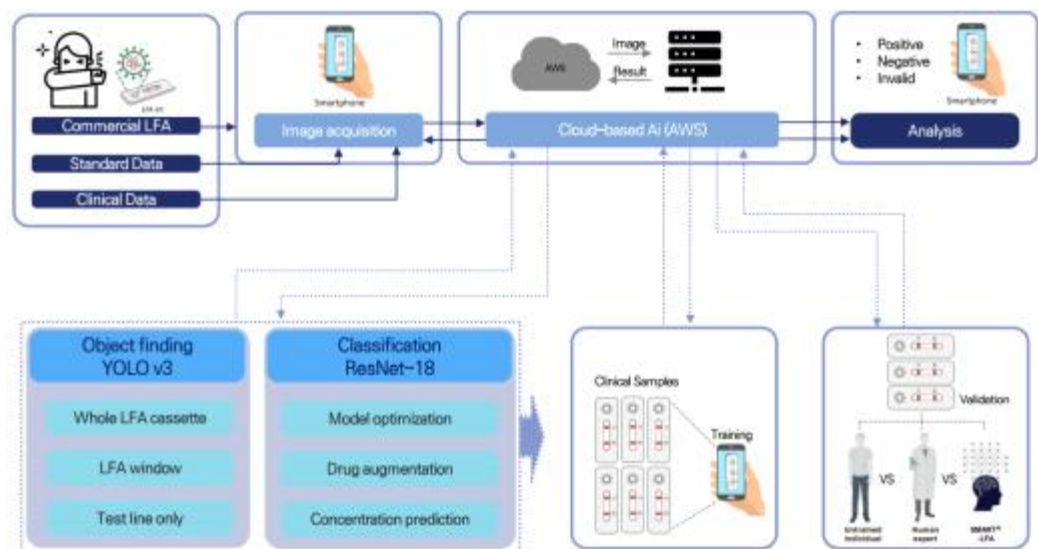 Commercial LFA
Standard Data
Clinical Data
Smartphone
Image acquisition
AWS
Image
Result
Cloud-based Ai (AWS)
Positive
Negative
Invalid
Smartphone
Analysis
Object finding
YOLO v3
Whole LFA cassette
LFA window
Test line only
Classification
ResNet-18
Model optimization
Drug augmentation
Concentration prediction
Clinical Samples
Training
Validation
VS
VS
Untrained
individual
Human
expert
SMART
-LFA